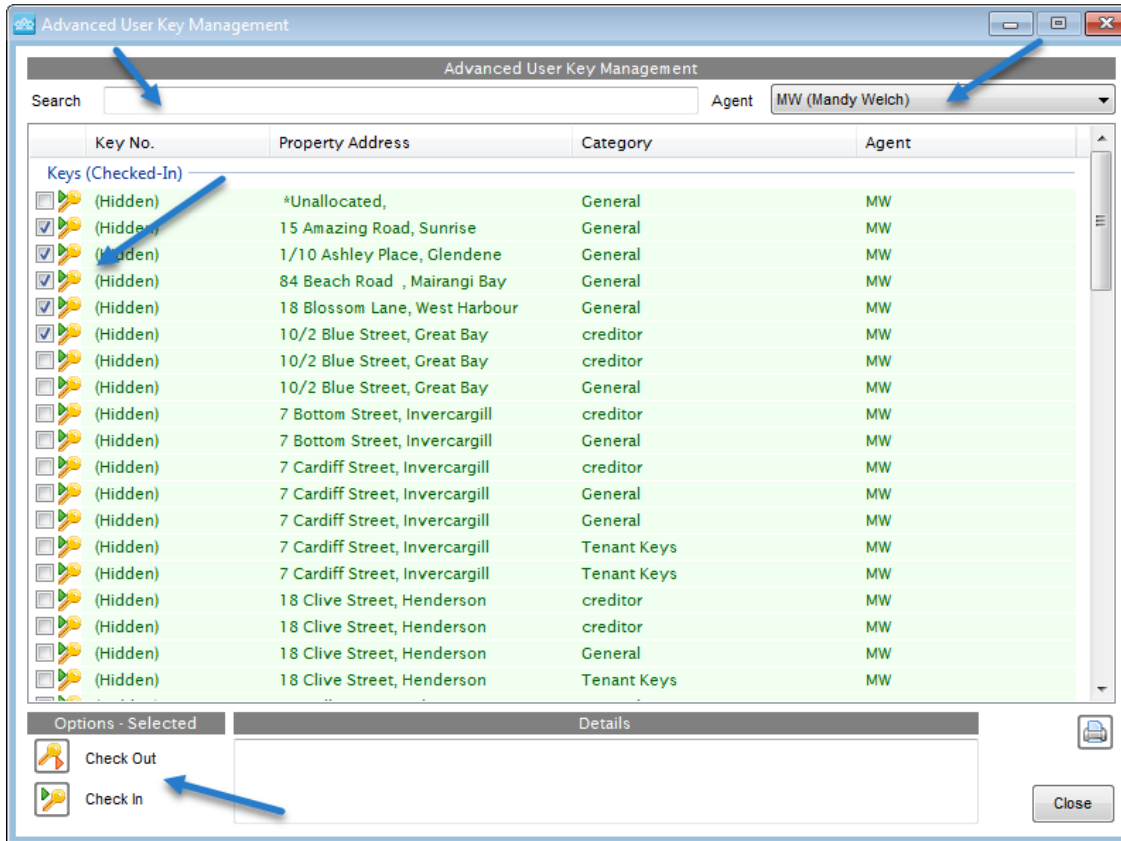 Advanced User Key Management
Advanced User Key Management
Search Agent MW (Mandy Welch)
Key No. Property Address Category Agent
Keys (Checked-In)
(Hidden) *Unallocated, General MW
(Hidden) 15 Amazing Road, Sunrise General MW
(Hidden) 1/10 Ashley Place, Glendene General MW
(Hidden) 84 Beach Road , Mairangi Bay General MW
(Hidden) 18 Blossom Lane, West Harbour General MW
(Hidden) 10/2 Blue Street, Great Bay creditor MW
(Hidden) 10/2 Blue Street, Great Bay creditor MW
(Hidden) 10/2 Blue Street, Great Bay General MW
(Hidden) 7 Bottom Street, Invercargill creditor MW
(Hidden) 7 Bottom Street, Invercargill General MW
(Hidden) 7 Cardiff Street, Invercargill creditor MW
(Hidden) 7 Cardiff Street, Invercargill General MW
(Hidden) 7 Cardiff Street, Invercargill General MW
(Hidden) 7 Cardiff Street, Invercargill Tenant Keys MW
(Hidden) 7 Cardiff Street, Invercargill Tenant Keys MW
(Hidden) 18 Clive Street, Henderson creditor MW
(Hidden) 18 Clive Street, Henderson creditor MW
(Hidden) 18 Clive Street, Henderson General MW
(Hidden) 18 Clive Street, Henderson Tenant Keys MW
Options - Selected Details
Check Out
Check In
Close